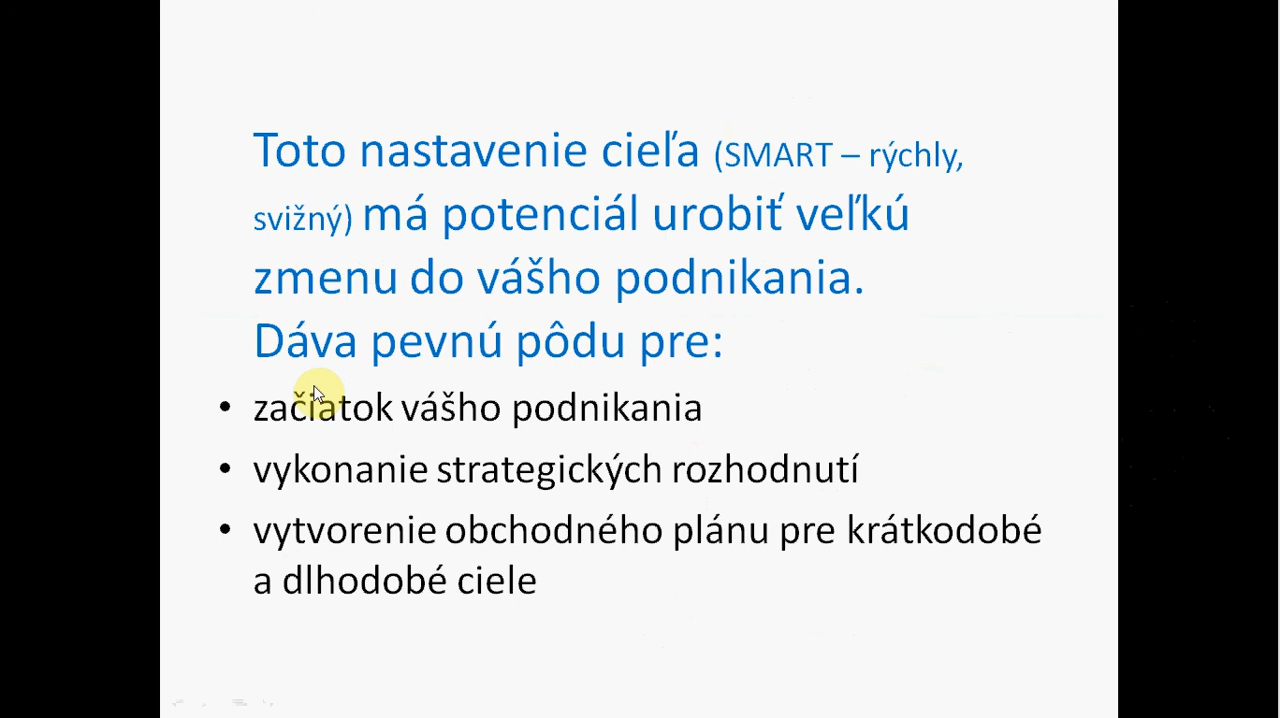 Toto nastavenie cieľa (SMART – rýchly,
svižný) má potenciál urobiť veľkú
zmenu do vášho podnikania.
Dáva pevnú pôdu pre:
• začiatok vášho podnikania
• vykonanie strategických rozhodnutí
• vytvorenie obchodného plánu pre krátkodobé
a dlhodobé ciele